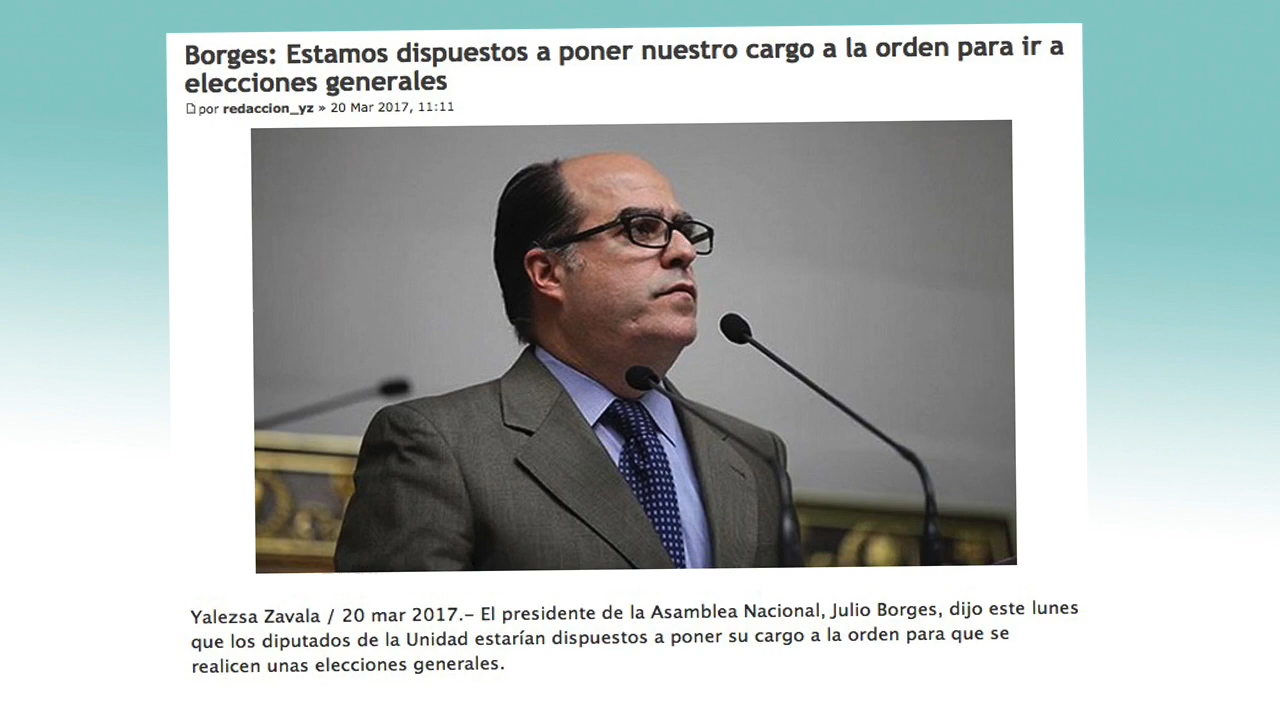 Borges: Estamos dispuestos a poner nuestro cargo a la orden para ir a
elecciones generales
por redaccion_yz » 20 Mar 2017, 11:11
Yalezsa Zavala / 20 mar 2017.– El presidente de la Asamblea Nacional, Julio Borges, dijo este lunes
que los diputados de la Unidad estarían dispuestos a poner su cargo a la orden para que se
realicen unas elecciones generales.